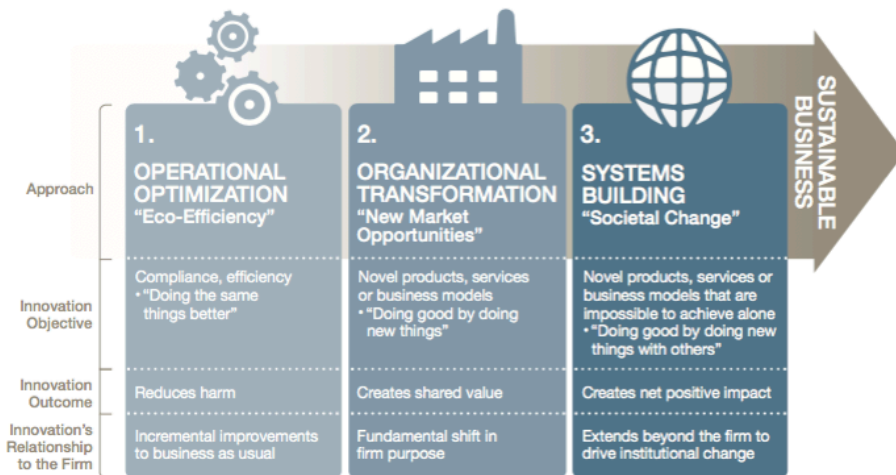 SUSTAINABLE
BUSINESS
Approach
1.
OPERATIONAL
OPTIMIZATION
“Eco-Efficiency”
2.
ORGANIZATIONAL
TRANSFORMATION
“New Market
Opportunities”
3.
SYSTEMS
BUILDING
“Societal Change”
Innovation
Objective
Compliance, efficiency
• “Doing the same
things better”
Novel products, services
or business models
• “Doing good by doing
new things”
Novel products, services or
business models that are
impossible to achieve alone
• “Doing good by doing new
things with others”
Innovation
Outcome
Reduces harm
Creates shared value
Creates net positive impact
Innovation's
Relationship
to the Firm
Incremental improvements
to business as usual
Fundamental shift in
firm purpose
Extends beyond the firm to
drive institutional change